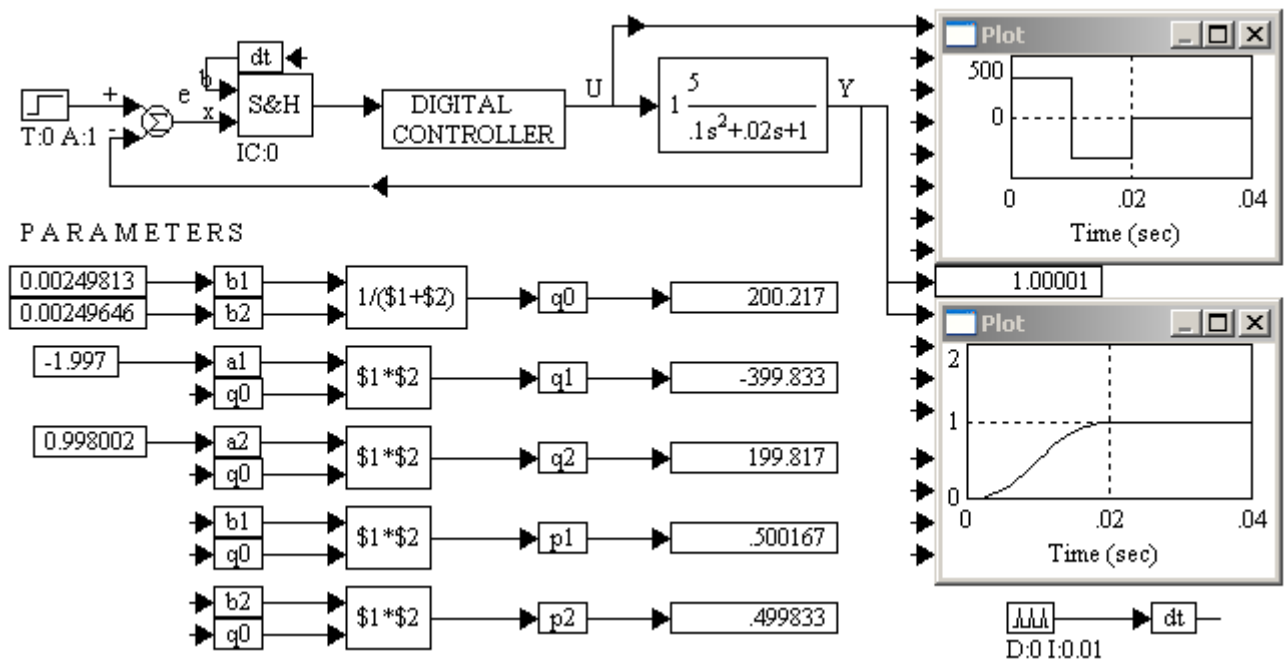 dt
b
e
x
S&H
+
-
Σ
T:0 A:1
IC:0
DIGITAL
CONTROLLER
U
1
5
.1s²+.02s+1
Y
Plot
500
0
0
.02
.04
Time (sec)
PARAMETERS
0.00249813
b1
0.00249646
b2
1/($1+$2)
q0
200.217
1.00001
-1.997
a1
q0
$1*$2
q1
-399.833
0.998002
a2
q0
$1*$2
q2
199.817
b1
q0
$1*$2
p1
.500167
b2
q0
$1*$2
p2
.499833
Plot
2
1
0
0
.02
.04
Time (sec)
dt
D:0 I:0.01